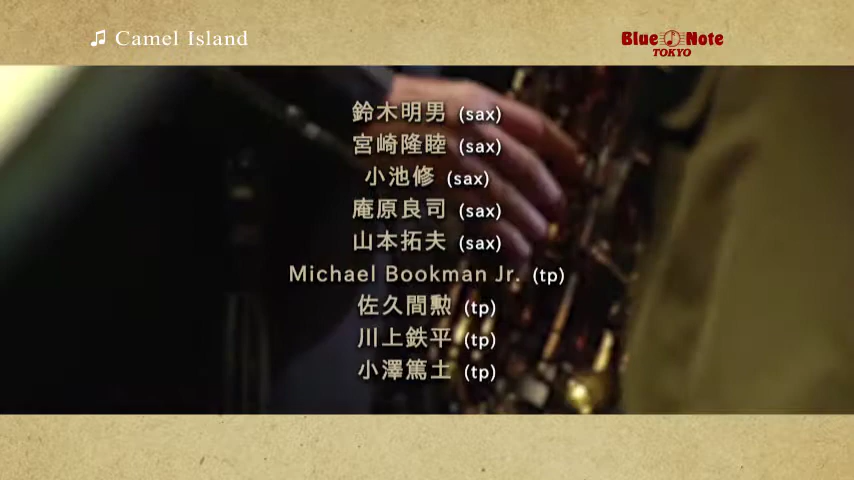 ♫ Camel Island
Blue Note
TOKYO
鈴木明男 (sax)
宮崎隆睦 (sax)
小池修 (sax)
庵原良司 (sax)
山本拓夫 (sax)
Michael Bookman Jr. (tp)
佐久間勲 (tp)
川上鉄平 (tp)
小澤篤士 (tp)